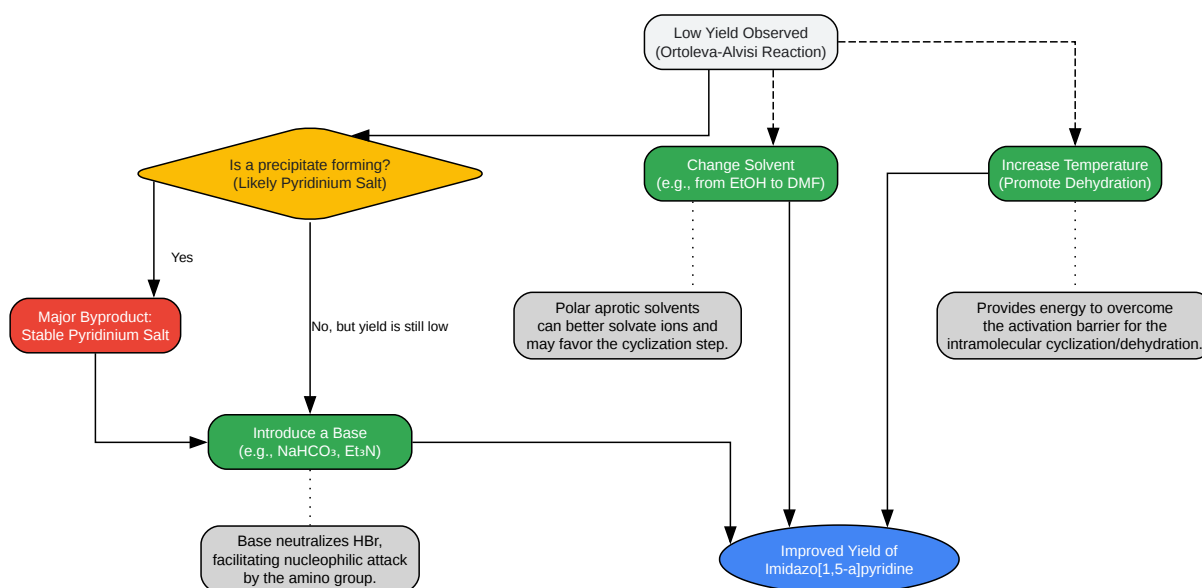 Low Yield Observed
(Ortoleva-Alvisi Reaction)
Is a precipitate forming?
(Likely Pyridinium Salt)
Change Solvent
(e.g., from EtOH to DMF)
Increase Temperature
(Promote Dehydration)
Yes
Major Byproduct:
Stable Pyridinium Salt
No, but yield is still low
Polar aprotic solvents
can better solvate ions and
may favor the cyclization step.
Provides energy to overcome
the activation barrier for the
intramolecular cyclization/dehydration.
Introduce a Base
(e.g., NaHCO₃, Et₃N)
Base neutralizes HBr,
facilitating nucleophilic attack
by the amino group.
Improved Yield of
Imidazo[1,5-a]pyridine